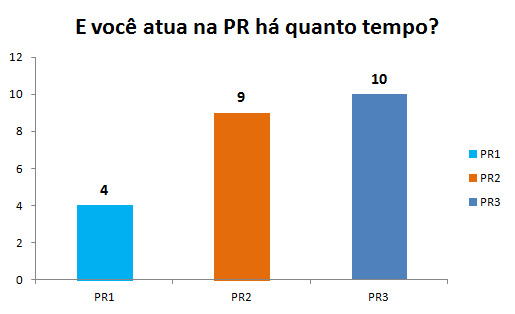 E você atua na PR há quanto tempo?
12
10
8
6
4
2
0
4
9
10
PR1
PR2
PR3
PR1
PR2
PR3